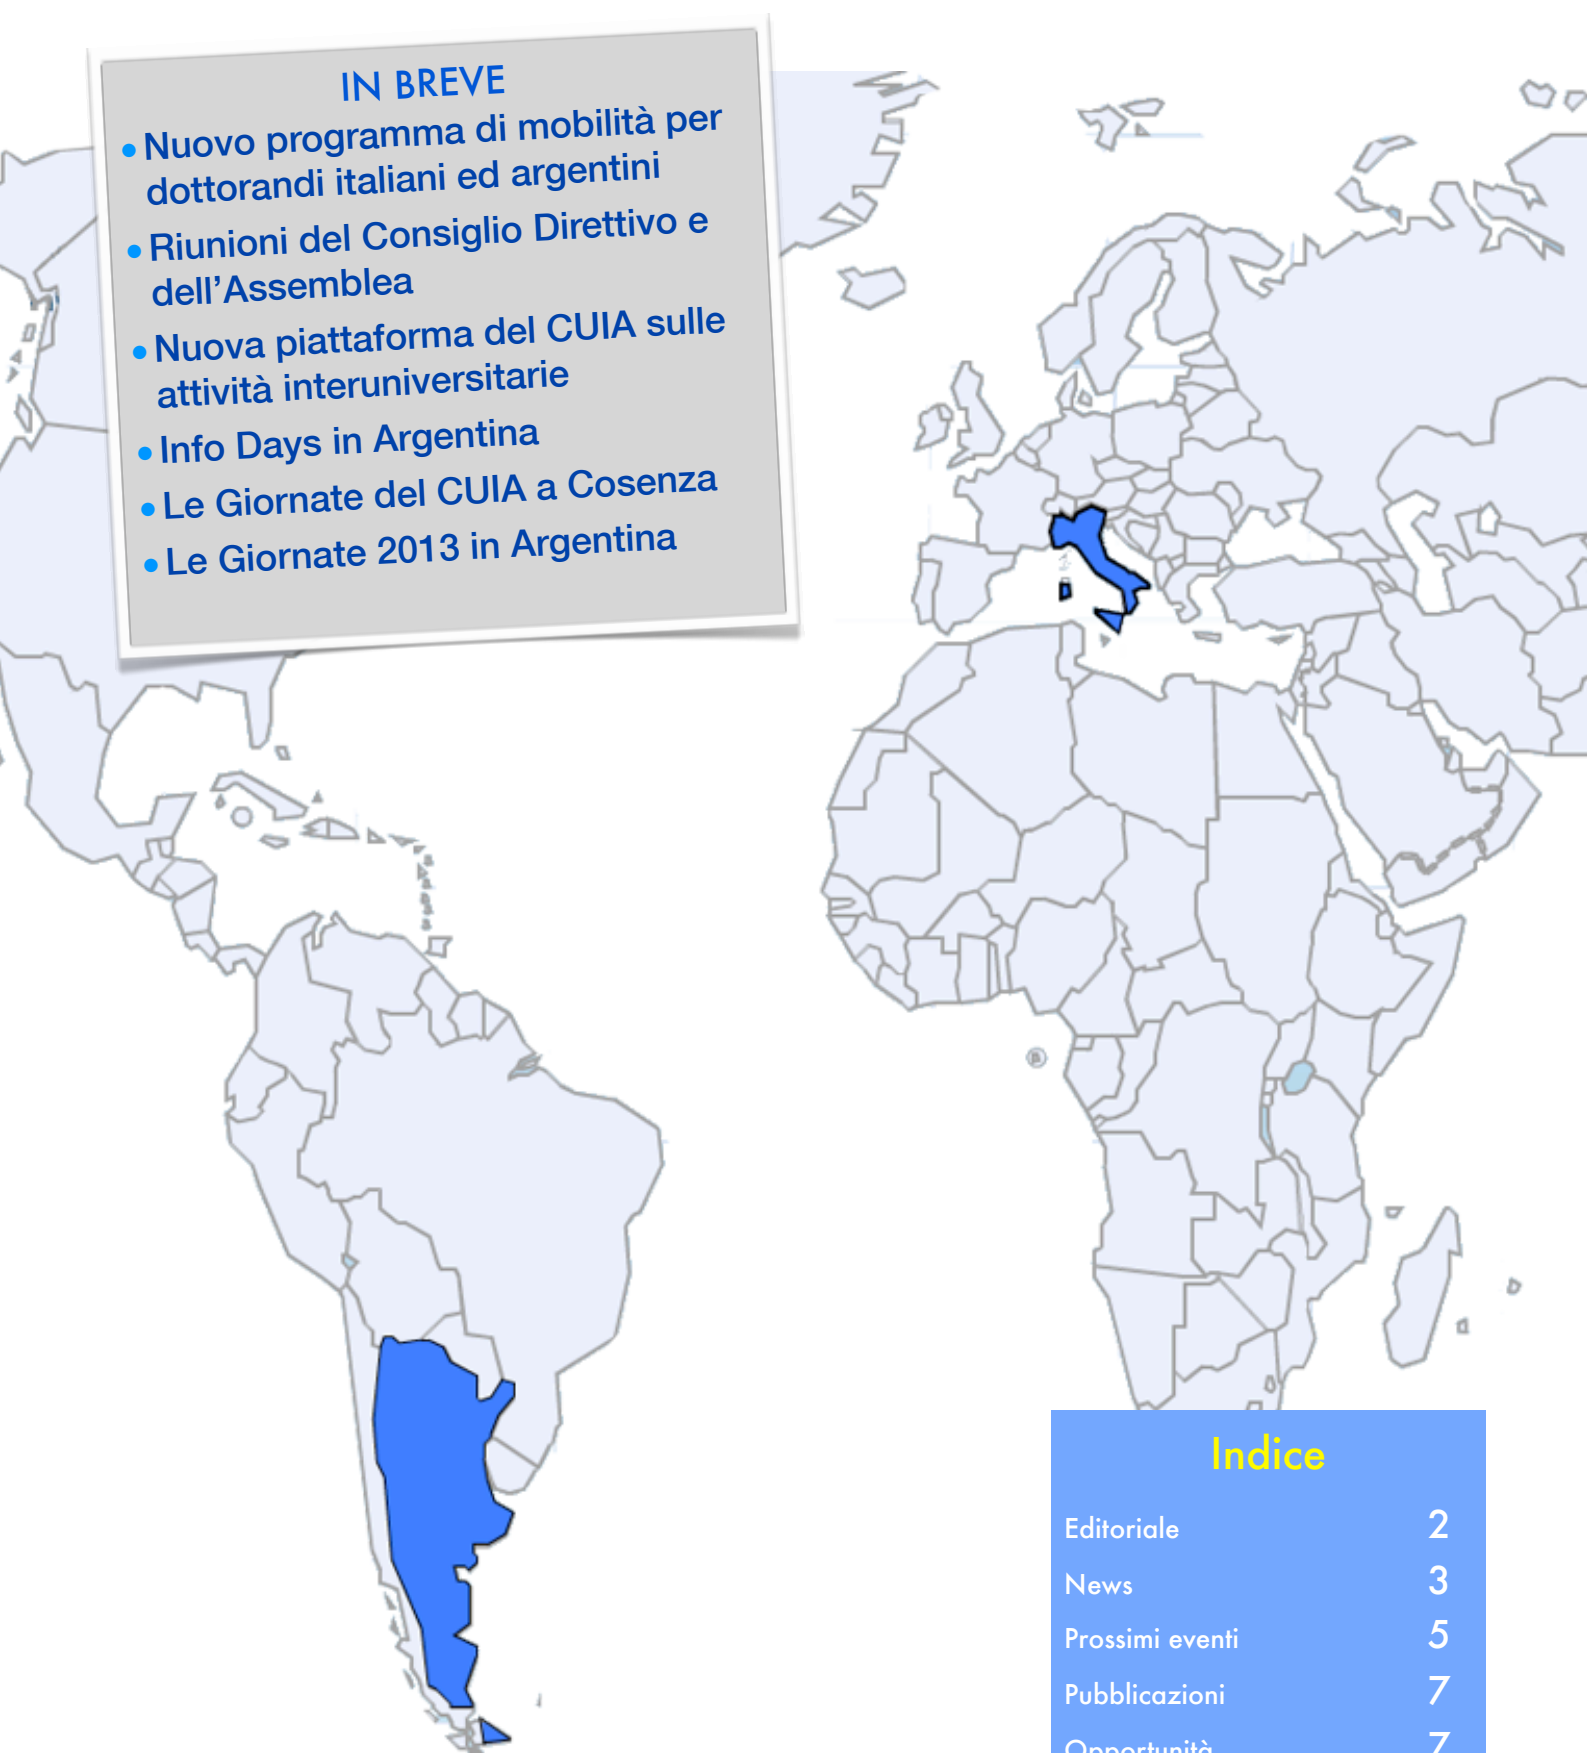 IN BREVE
• Nuovo programma di mobilità per
dottorandi italiani ed argentini
• Riunioni del Consiglio Direttivo e
dell’Assemblea
• Nuova piattaforma del CUIA sulle
attività interuniversitarie
• Info Days in Argentina
• Le Giornate del CUIA a Cosenza
• Le Giornate 2013 in Argentina
Indice
Editoriale 2
News 3
Prossimi eventi 5
Pubblicazioni 7
Opportunità 7